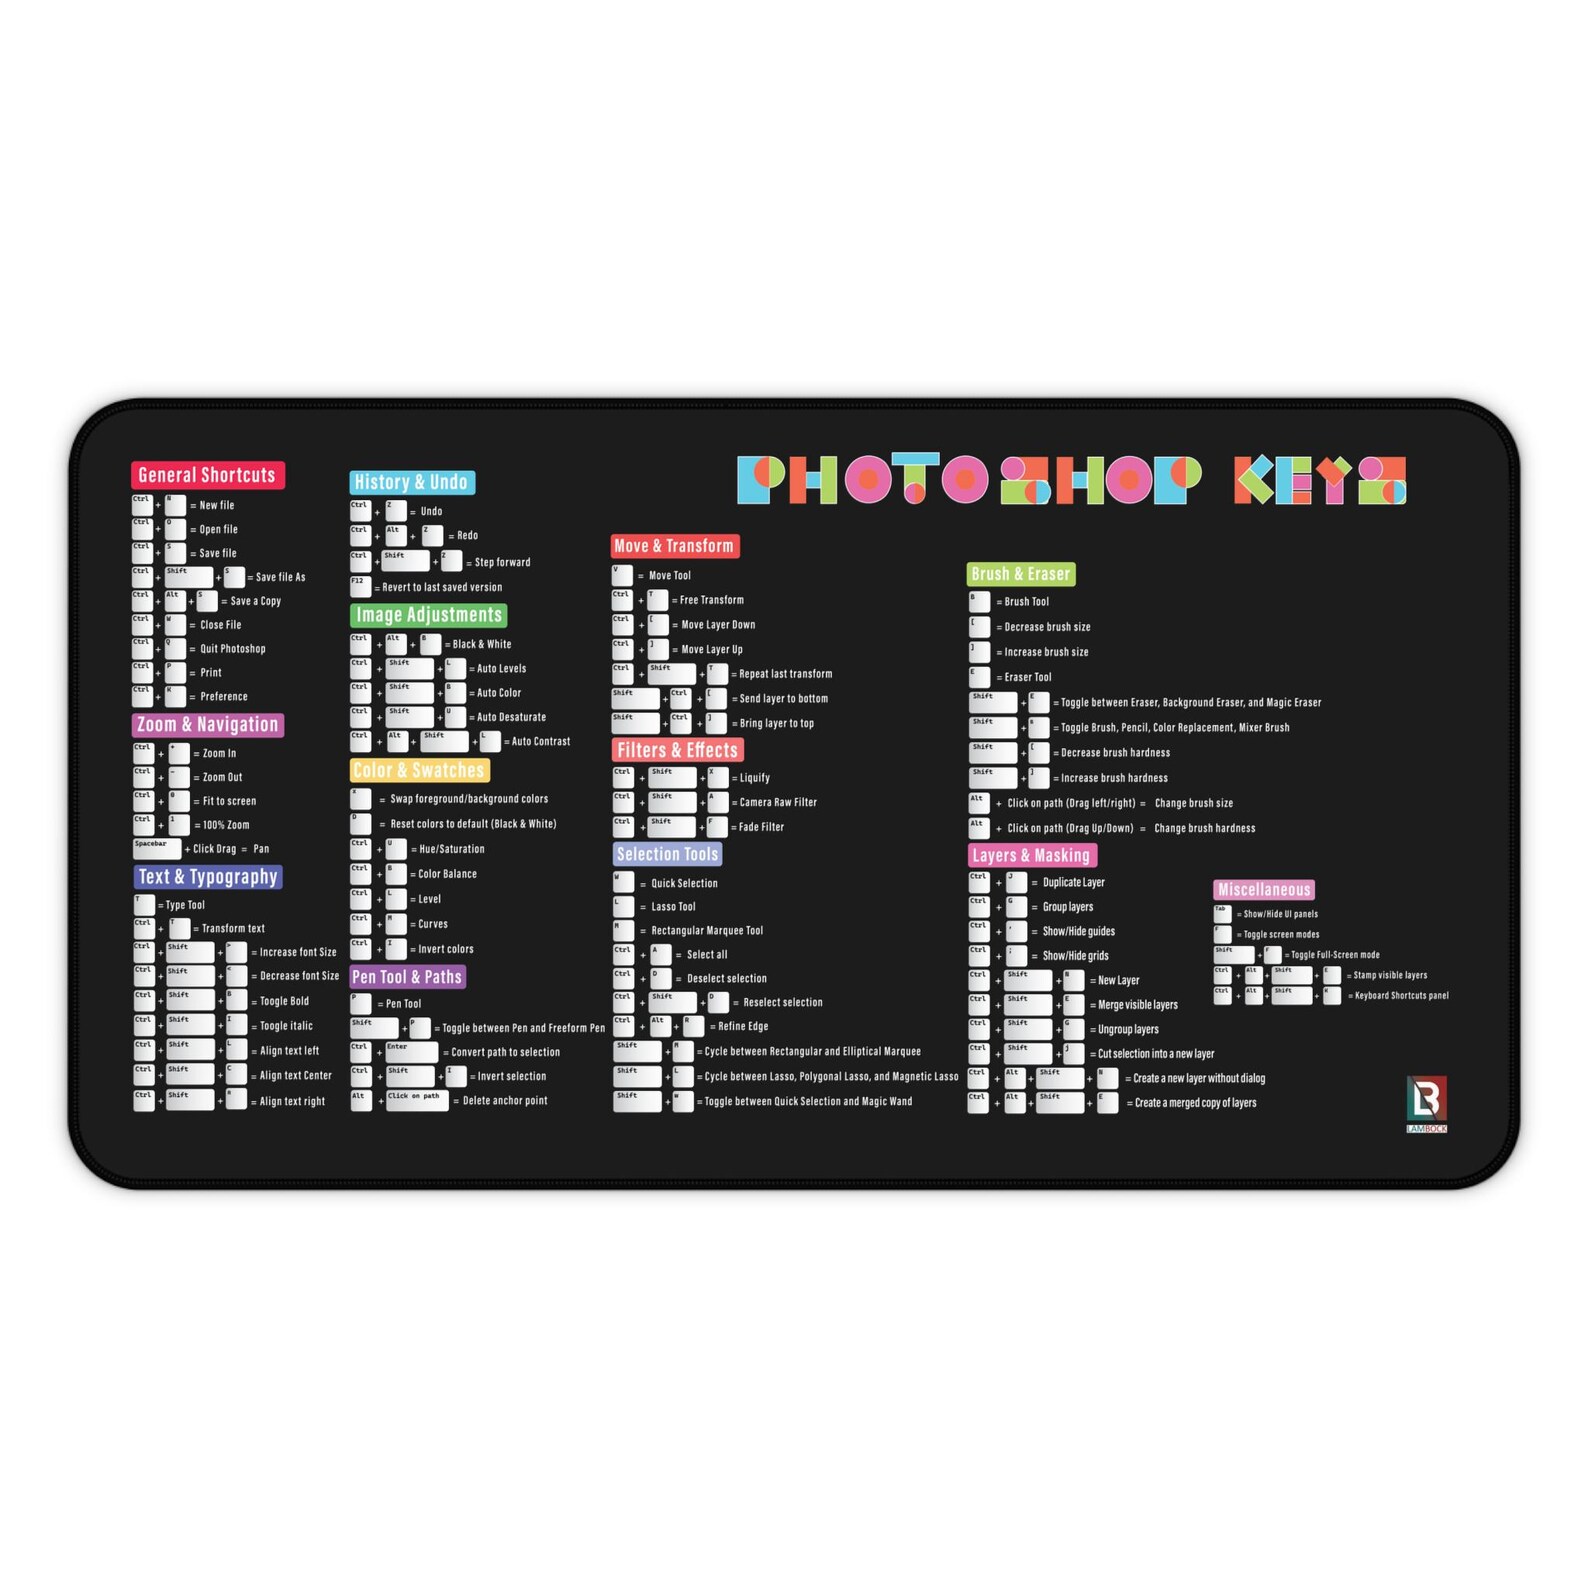 PHOTOSHOP KEYS
General Shortcuts
Ctrl + N = New file
Ctrl + O = Open file
Ctrl + S = Save file
Ctrl + Shift + S = Save file As
Ctrl + Alt + S = Save a Copy
Ctrl + W = Close File
Ctrl + Q = Quit Photoshop
Ctrl + P = Print
Ctrl + K = Preference
Zoom & Navigation
Ctrl + + = Zoom In
Ctrl + - = Zoom Out
Ctrl + 0 = Fit to screen
Ctrl + 1 = 100% Zoom
Spacebar + Click Drag = Pan
Text & Typography
T = Type Tool
Ctrl + T = Transform text
Ctrl + Shift + > = Increase font Size
Ctrl + Shift + < = Decrease font Size
Ctrl + Shift + B = Toogle Bold
Ctrl + Shift + I = Toogle italic
Ctrl + Shift + L = Align text left
Ctrl + Shift + C = Align text Center
Ctrl + Shift + R = Align text right
History & Undo
Ctrl + Z = Undo
Ctrl + Alt + Z = Redo
Ctrl + Shift + Z = Step forward
F12 = Revert to last saved version
Image Adjustments
Ctrl + Alt + B = Black & White
Ctrl + Shift + L = Auto Levels
Ctrl + Shift + B = Auto Color
Ctrl + Shift + U = Auto Desaturate
Ctrl + Alt + Shift + L = Auto Contrast
Color & Swatches
X = Swap foreground/background colors
D = Reset colors to default (Black & White)
Ctrl + U = Hue/Saturation
Ctrl + B = Color Balance
Ctrl + L = Level
Ctrl + M = Curves
Ctrl + I = Invert colors
Pen Tool & Paths
P = Pen Tool
Shift + P = Toggle between Pen and Freeform Pen
Ctrl + Enter = Convert path to selection
Ctrl + Shift + I = Invert selection
Alt + Click on path = Delete anchor point
Move & Transform
V = Move Tool
Ctrl + T = Free Transform
Ctrl + [ = Move Layer Down
Ctrl + ] = Move Layer Up
Ctrl + Shift + T = Repeat last transform
Shift + Ctrl + [ = Send layer to bottom
Shift + Ctrl + ] = Bring layer to top
Filters & Effects
Ctrl + Shift + X = Liquify
Ctrl + Shift + A = Camera Raw Filter
Ctrl + Shift + F = Fade Filter
Selection Tools
W = Quick Selection
L = Lasso Tool
M = Rectangular Marquee Tool
Ctrl + A = Select all
Ctrl + D = Deselect selection
Ctrl + Shift + D = Reselect selection
Ctrl + Alt + R = Refine Edge
Shift + M = Cycle between Rectangular and Elliptical Marquee
Shift + L = Cycle between Lasso, Polygonal Lasso, and Magnetic Lasso
Shift + W = Toggle between Quick Selection and Magic Wand
Brush & Eraser
B = Brush Tool
[ = Decrease brush size
] = Increase brush size
E = Eraser Tool
Shift + E = Toggle between Eraser, Background Eraser, and Magic Eraser
Shift + B = Toggle Brush, Pencil, Color Replacement, Mixer Brush
Shift + [ = Decrease brush hardness
Shift + ] = Increase brush hardness
Alt + Click on path (Drag left/right) = Change brush size
Alt + Click on path (Drag Up/Down) = Change brush hardness
Layers & Masking
Ctrl + J = Duplicate Layer
Ctrl + G = Group layers
Ctrl + ' = Show/Hide guides
Ctrl + ; = Show/Hide grids
Ctrl + Shift + N = New Layer
Ctrl + Shift + E = Merge visible layers
Ctrl + Shift + G = Ungroup layers
Ctrl + Shift + j = Cut selection into a new layer
Ctrl + Alt + Shift + N = Create a new layer without dialog
Ctrl + Alt + Shift + E = Create a merged copy of layers
Miscellaneous
Tab = Show/Hide UI panels
F = Toggle screen modes
Shift + F = Toggle Full-Screen mode
Ctrl + Alt + Shift + E = Stamp visible layers
Ctrl + Alt + Shift + K = Keyboard Shortcuts panel
LAMBOCK